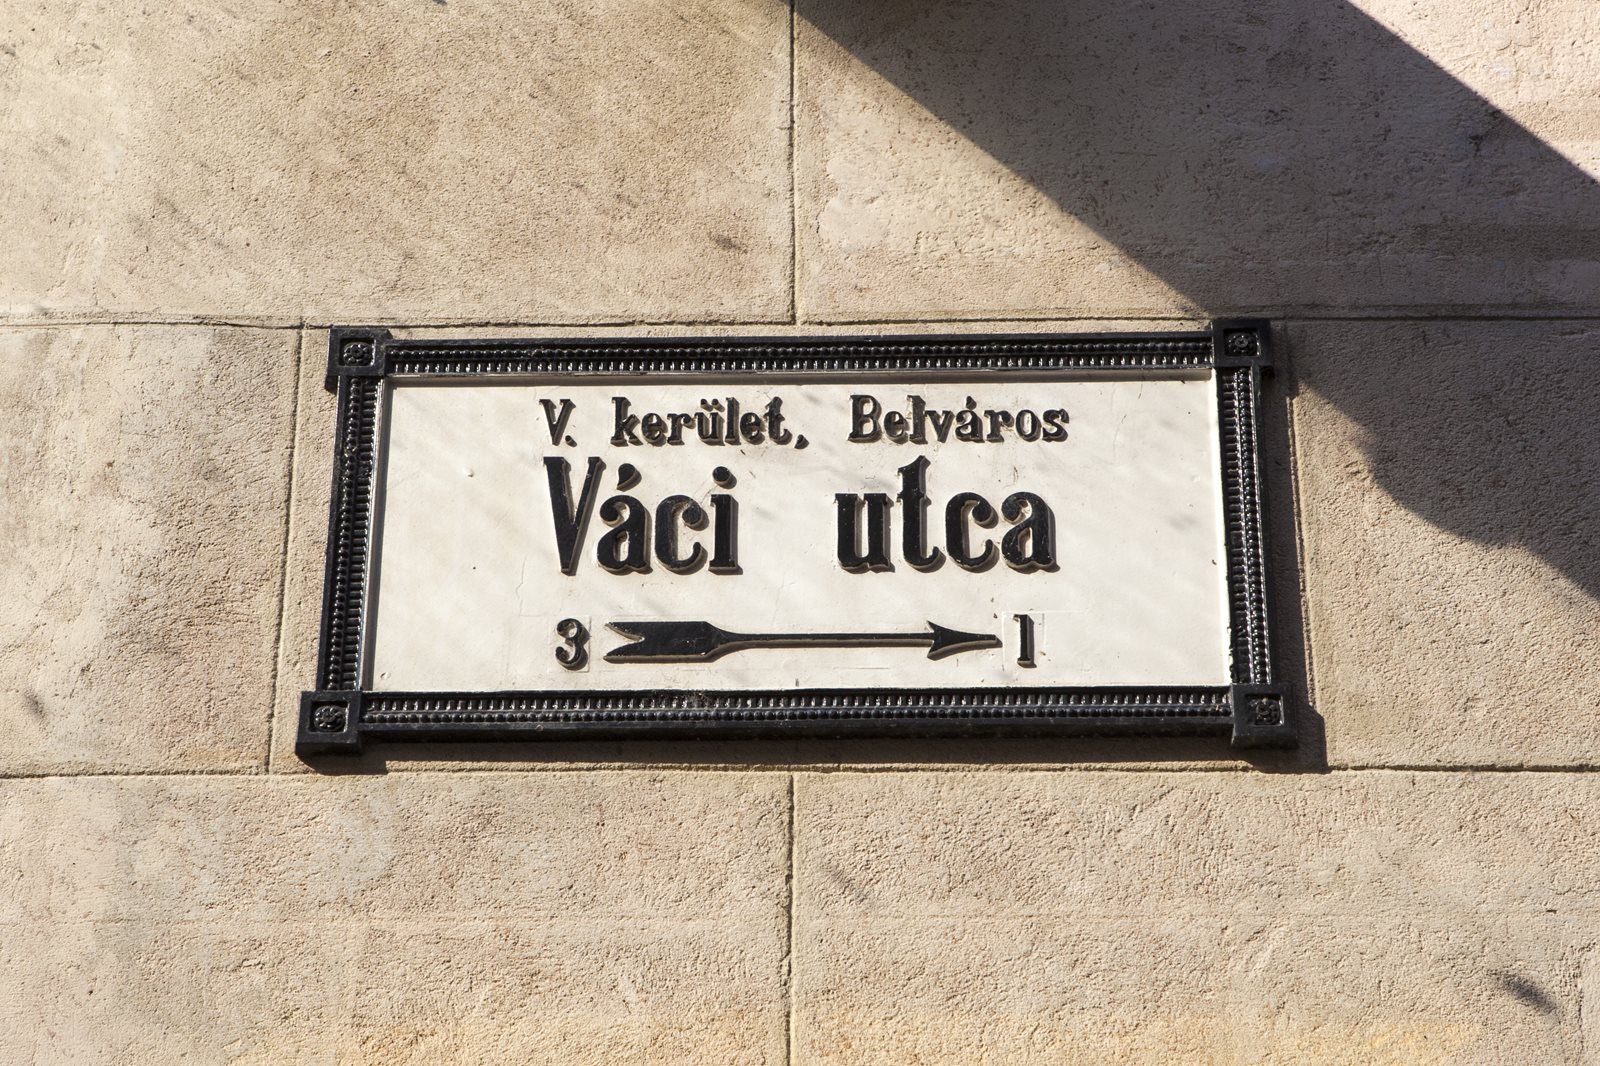 V. kerület, Belváros
Váci utca
3 1